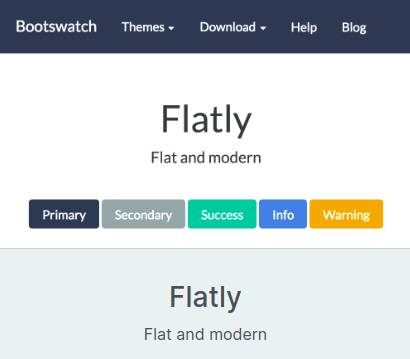 Bootswatch Themes Download Help Blog
Flatly
Flat and modern
Primary Secondary Success Info Warning
Flatly
Flat and modern